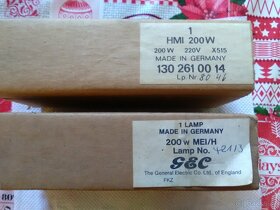 1
HMI 200W
200 W 220V X515
MADE IN GERMANY
130 261 00 14
Lp Nr 80 46
1 LAMP
MADE IN GERMANY
200 W MEI/H
Lamp No. 42113
GEC
The General Electric Co. Ltd., of England
FKZ